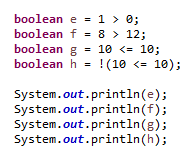 boolean e = 1 > 0;
boolean f = 8 > 12;
boolean g = 10 <= 10;
boolean h = !(10 <= 10);
System.out.println(e);
System.out.println(f);
System.out.println(g);
System.out.println(h);